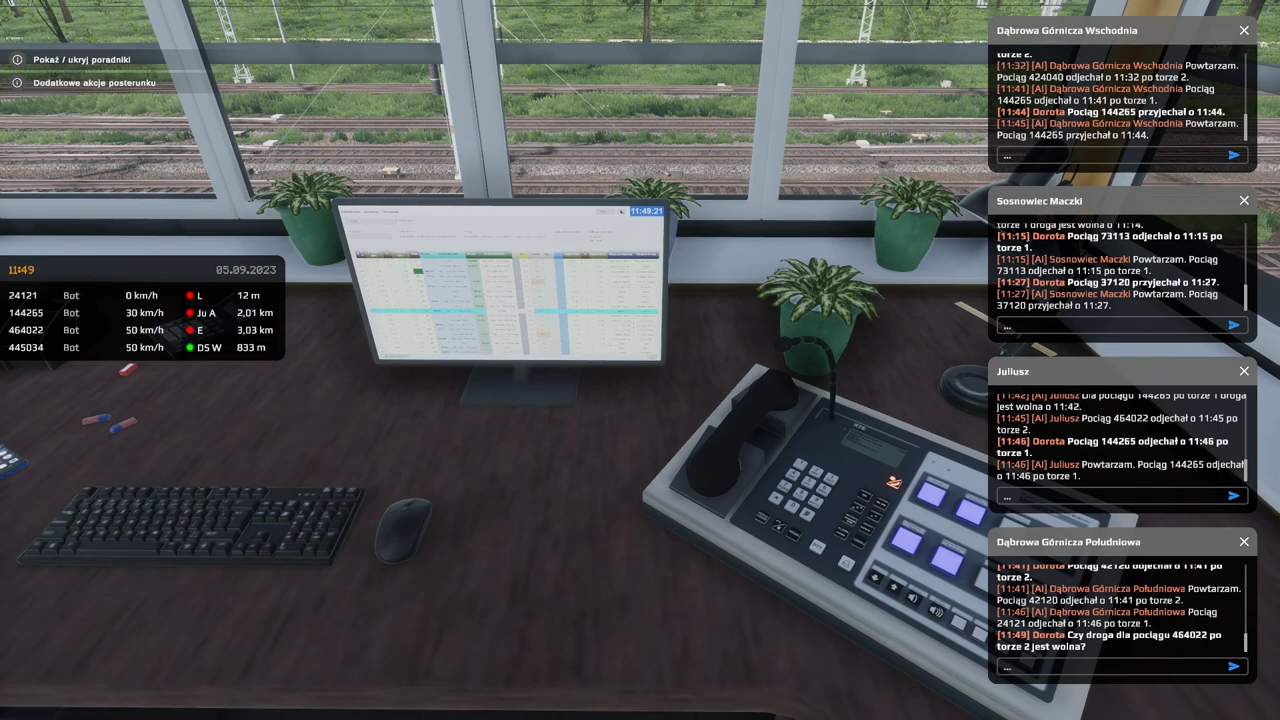 Pokaż / ukryj poradniki
Dodatkowe akcje posterunku
11:49 05.09.2023
24121 Bot 0 km/h L 12 m
144265 Bot 30 km/h Ju A 2,01 km
464022 Bot 50 km/h E 3,03 km
445034 Bot 50 km/h DS W 833 m
11:49:21
PTT
Dąbrowa Górnicza Wschodnia
torze 2.
[11:32] [AI] Dąbrowa Górnicza Wschodnia Powtarzam.
Pociąg 424040 odjechał o 11:32 po torze 2.
[11:41] [AI] Dąbrowa Górnicza Wschodnia Pociąg
144265 odjechał o 11:41 po torze 1.
[11:44] Dorota Pociąg 144265 przyjechał o 11:44.
[11:45] [AI] Dąbrowa Górnicza Wschodnia Powtarzam.
Pociąg 144265 przyjechał o 11:44.
...
Sosnowiec Maczki
torze 1 droga jest wolna o 11:14.
[11:15] Dorota Pociąg 73113 odjechał o 11:15 po
torze 1.
[11:15] [AI] Sosnowiec Maczki Powtarzam. Pociąg
73113 odjechał o 11:15 po torze 1.
[11:27] Dorota Pociąg 37120 przyjechał o 11:27.
[11:27] [AI] Sosnowiec Maczki Powtarzam. Pociąg
37120 przyjechał o 11:27.
...
Juliusz
[11:42] [AI] Juliusz Dla pociągu 144265 po torze 1 droga
jest wolna o 11:42.
[11:45] [AI] Juliusz Pociąg 464022 odjechał o 11:45 po
torze 2.
[11:46] Dorota Pociąg 144265 odjechał o 11:46 po
torze 1.
[11:46] [AI] Juliusz Powtarzam. Pociąg 144265 odjechał
o 11:46 po torze 1.
...
Dąbrowa Górnicza Południowa
[11:41] Dorota Pociąg 42120 odjechał o 11:41 po
torze 2.
[11:41] [AI] Dąbrowa Górnicza Południowa Powtarzam.
Pociąg 42120 odjechał o 11:41 po torze 2.
[11:46] [AI] Dąbrowa Górnicza Południowa Pociąg
24121 odjechał o 11:46 po torze 1.
[11:49] Dorota Czy droga dla pociągu 464022 po
torze 2 jest wolna?
...